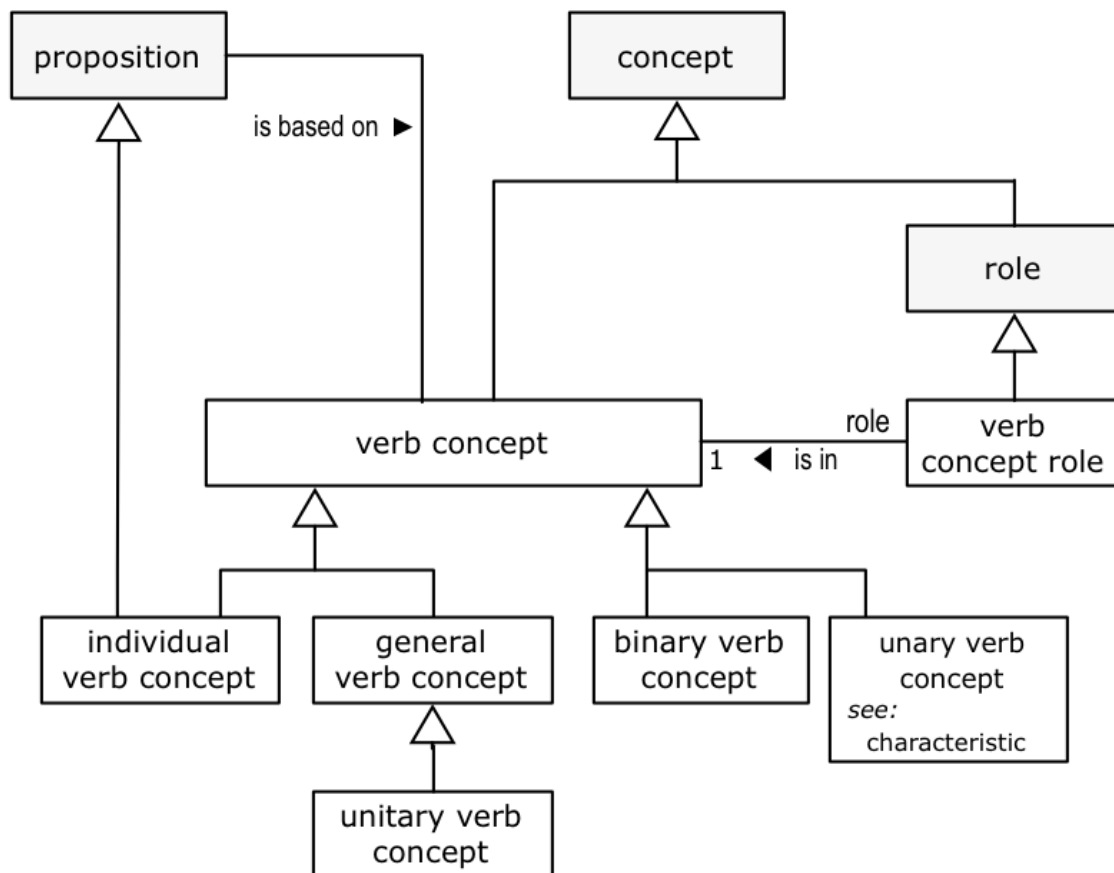 proposition
concept
is based on ►
role
role
verb concept
1 ◄ is in
verb
concept role
individual
verb concept
general
verb concept
binary verb
concept
unary verb
concept
see:
characteristic
unitary verb
concept